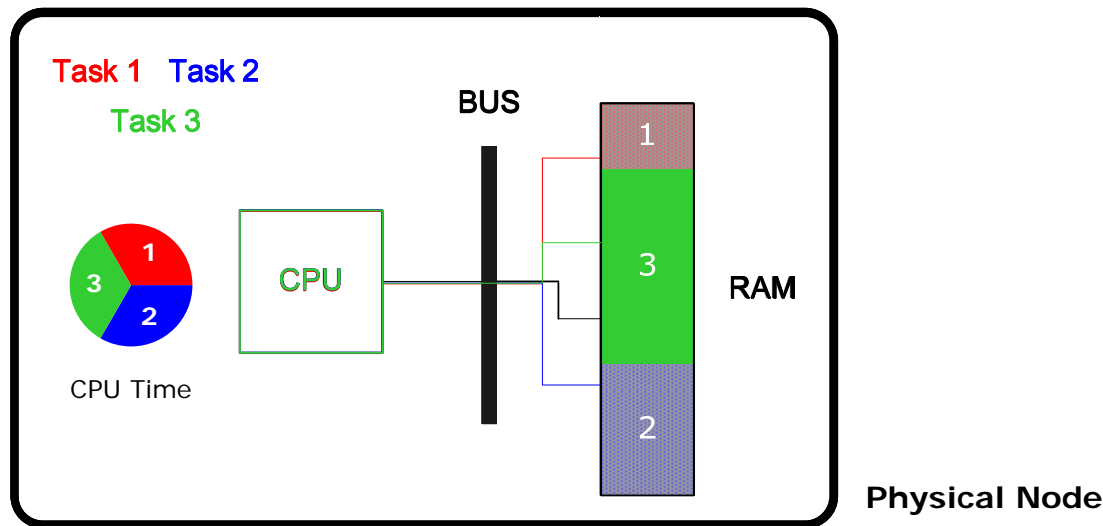 Task 1 Task 2
Task 3
BUS
1
3
2
CPU Time
CPU
1
3
2
RAM
Physical Node